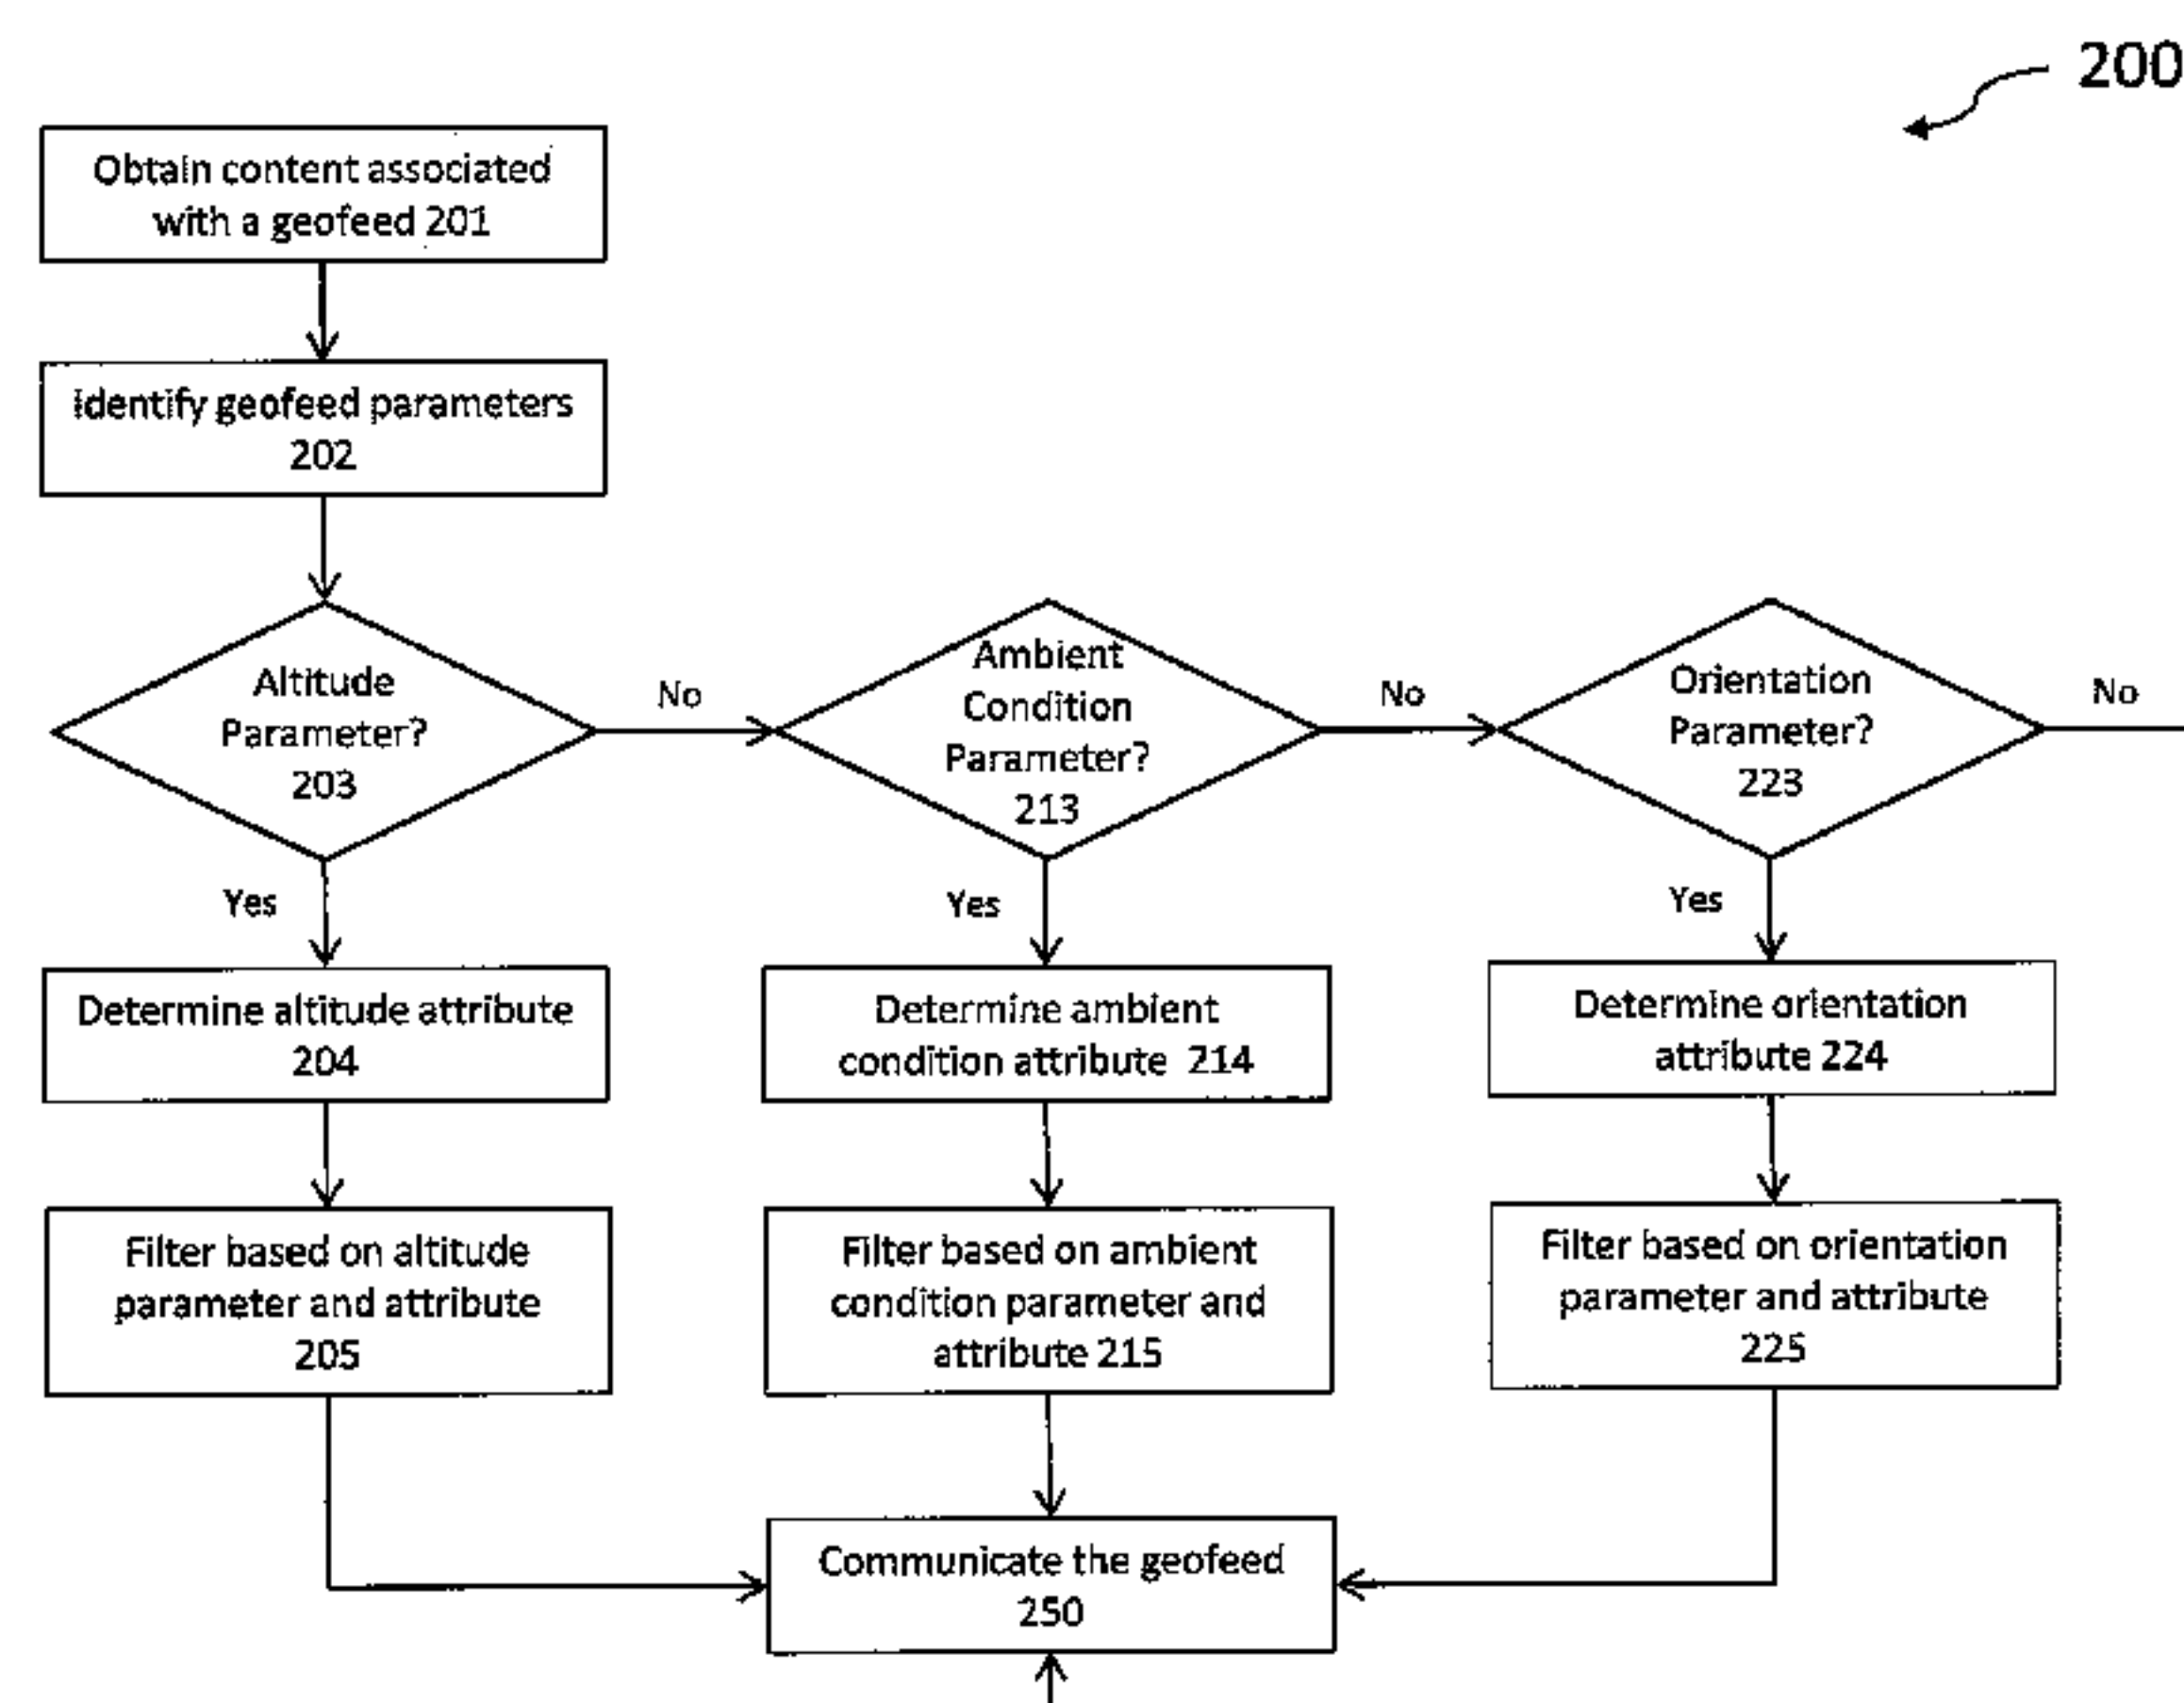 200
Obtain content associated
with a geofeed 201
Identify geofeed parameters
202
Altitude
Parameter?
203
No
Ambient
Condition
Parameter?
213
No
Orientation
Parameter?
223
No
Yes
Yes
Yes
Determine altitude attribute
204
Determine ambient
condition attribute 214
Determine orientation
attribute 224
Filter based on altitude
parameter and attribute
205
Filter based on ambient
condition parameter and
attribute 215
Filter based on orientation
parameter and attribute
225
Communicate the geofeed
250